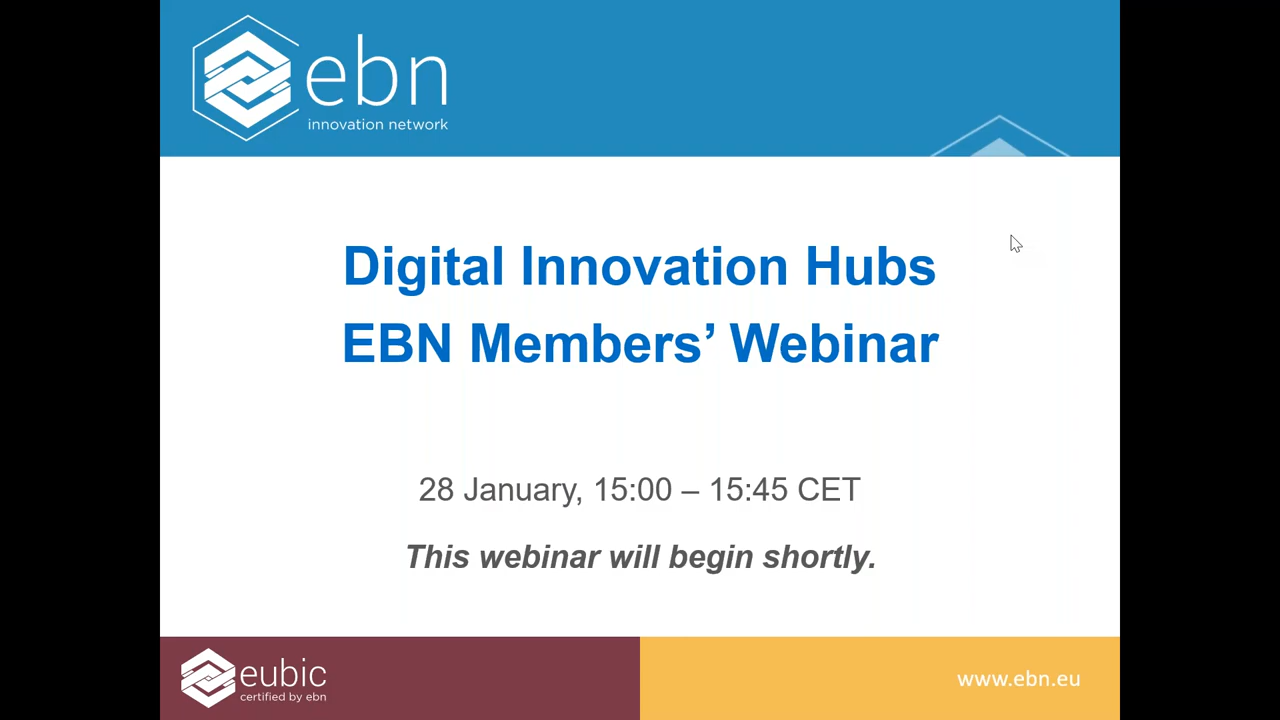 ebn
innovation network
Digital Innovation Hubs
EBN Members’ Webinar
28 January, 15:00 – 15:45 CET
This webinar will begin shortly.
eubic
certified by ebn
www.ebn.eu